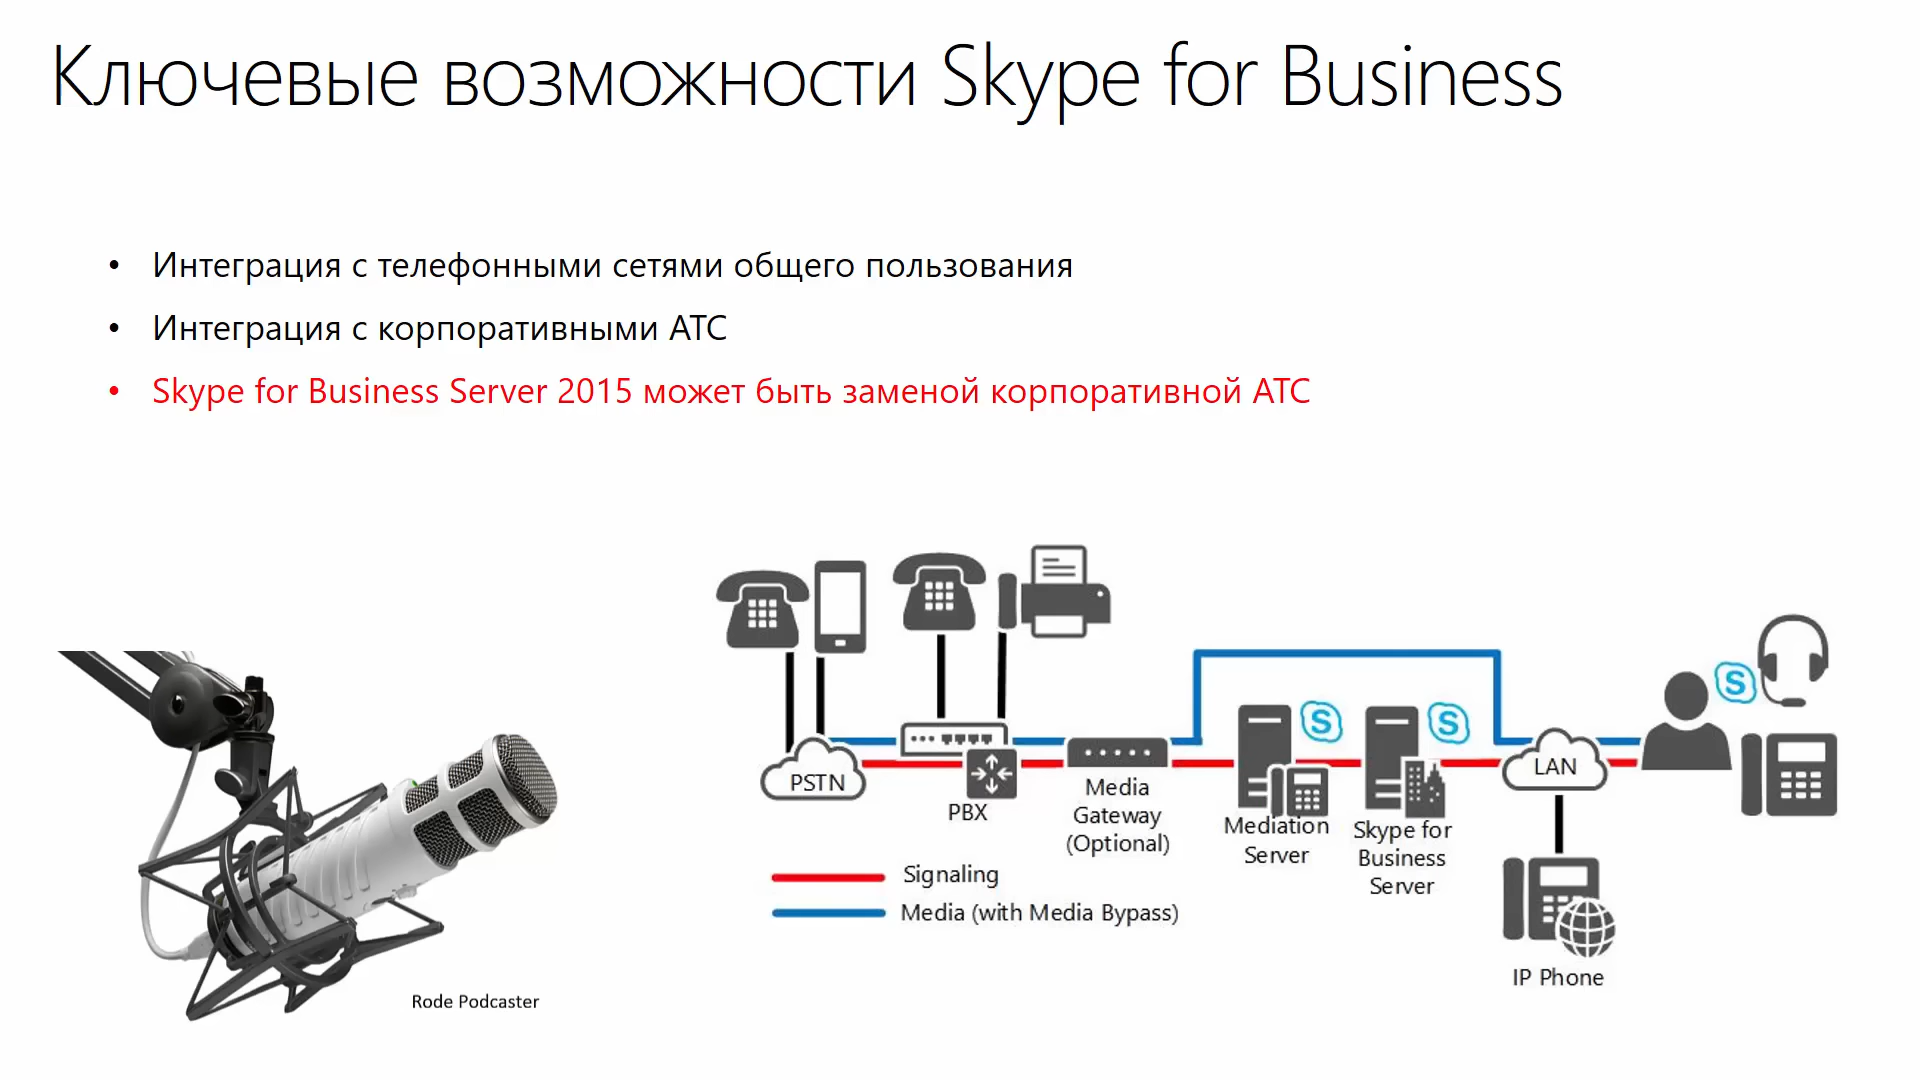 Ключевые возможности Skype for Business
• Интеграция с телефонными сетями общего пользования
• Интеграция с корпоративными АТС
• Skype for Business Server 2015 может быть заменой корпоративной АТС
PSTN
PBX
Media
Gateway
(Optional)
Mediation
Server
Skype for
Business
Server
LAN
IP Phone
Signaling
Media (with Media Bypass)
Rode Podcaster